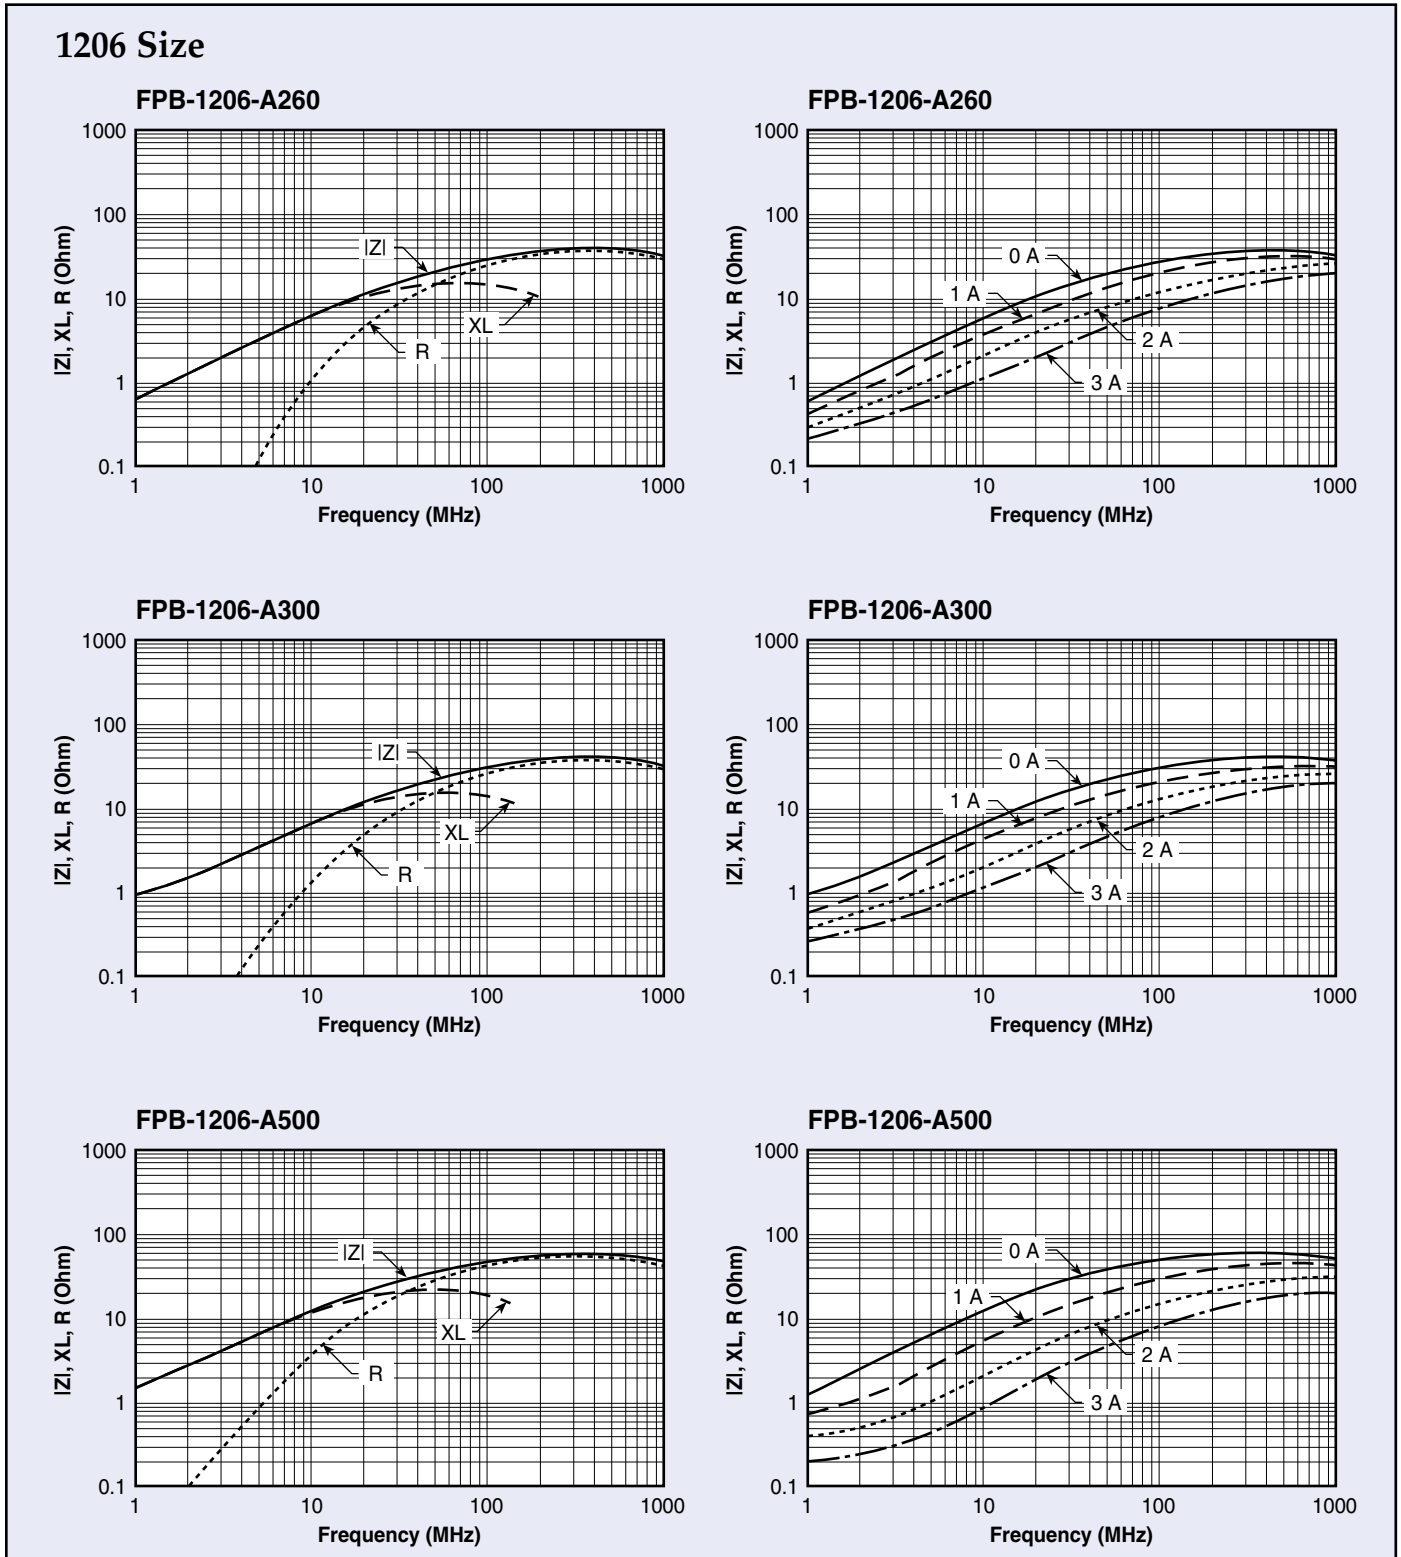 1206 Size
FPB-1206-A260
|Z|, XL, R (Ohm)
1000
100
10
1
0.1
|Z|
XL
R
1
10
100
1000
Frequency (MHz)
FPB-1206-A260
|Z|, XL, R (Ohm)
1000
100
10
1
0.1
0 A
1 A
2 A
3 A
1
10
100
1000
Frequency (MHz)
FPB-1206-A300
|Z|, XL, R (Ohm)
1000
100
10
1
0.1
|Z|
XL
R
1
10
100
1000
Frequency (MHz)
FPB-1206-A300
|Z|, XL, R (Ohm)
1000
100
10
1
0.1
0 A
1 A
2 A
3 A
1
10
100
1000
Frequency (MHz)
FPB-1206-A500
|Z|, XL, R (Ohm)
1000
100
10
1
0.1
|Z|
XL
R
1
10
100
1000
Frequency (MHz)
FPB-1206-A500
|Z|, XL, R (Ohm)
1000
100
10
1
0.1
0 A
1 A
2 A
3 A
1
10
100
1000
Frequency (MHz)